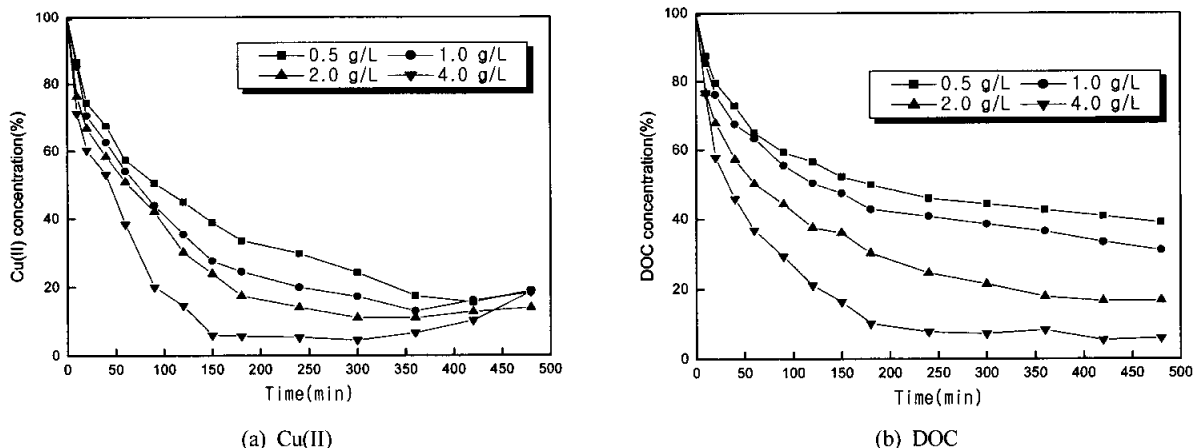 100
80
60
40
20
0
Cu(II) concentration(%)
0.5 g/L 1.0 g/L
2.0 g/L 4.0 g/L
0 50 100 150 200 250 300 350 400 450 500
Time(min)
(a) Cu(II)
100
80
60
40
20
0
DOC concentration(%)
0.5 g/L 1.0 g/L
2.0 g/L 4.0 g/L
0 50 100 150 200 250 300 350 400 450 500
Time(min)
(b) DOC